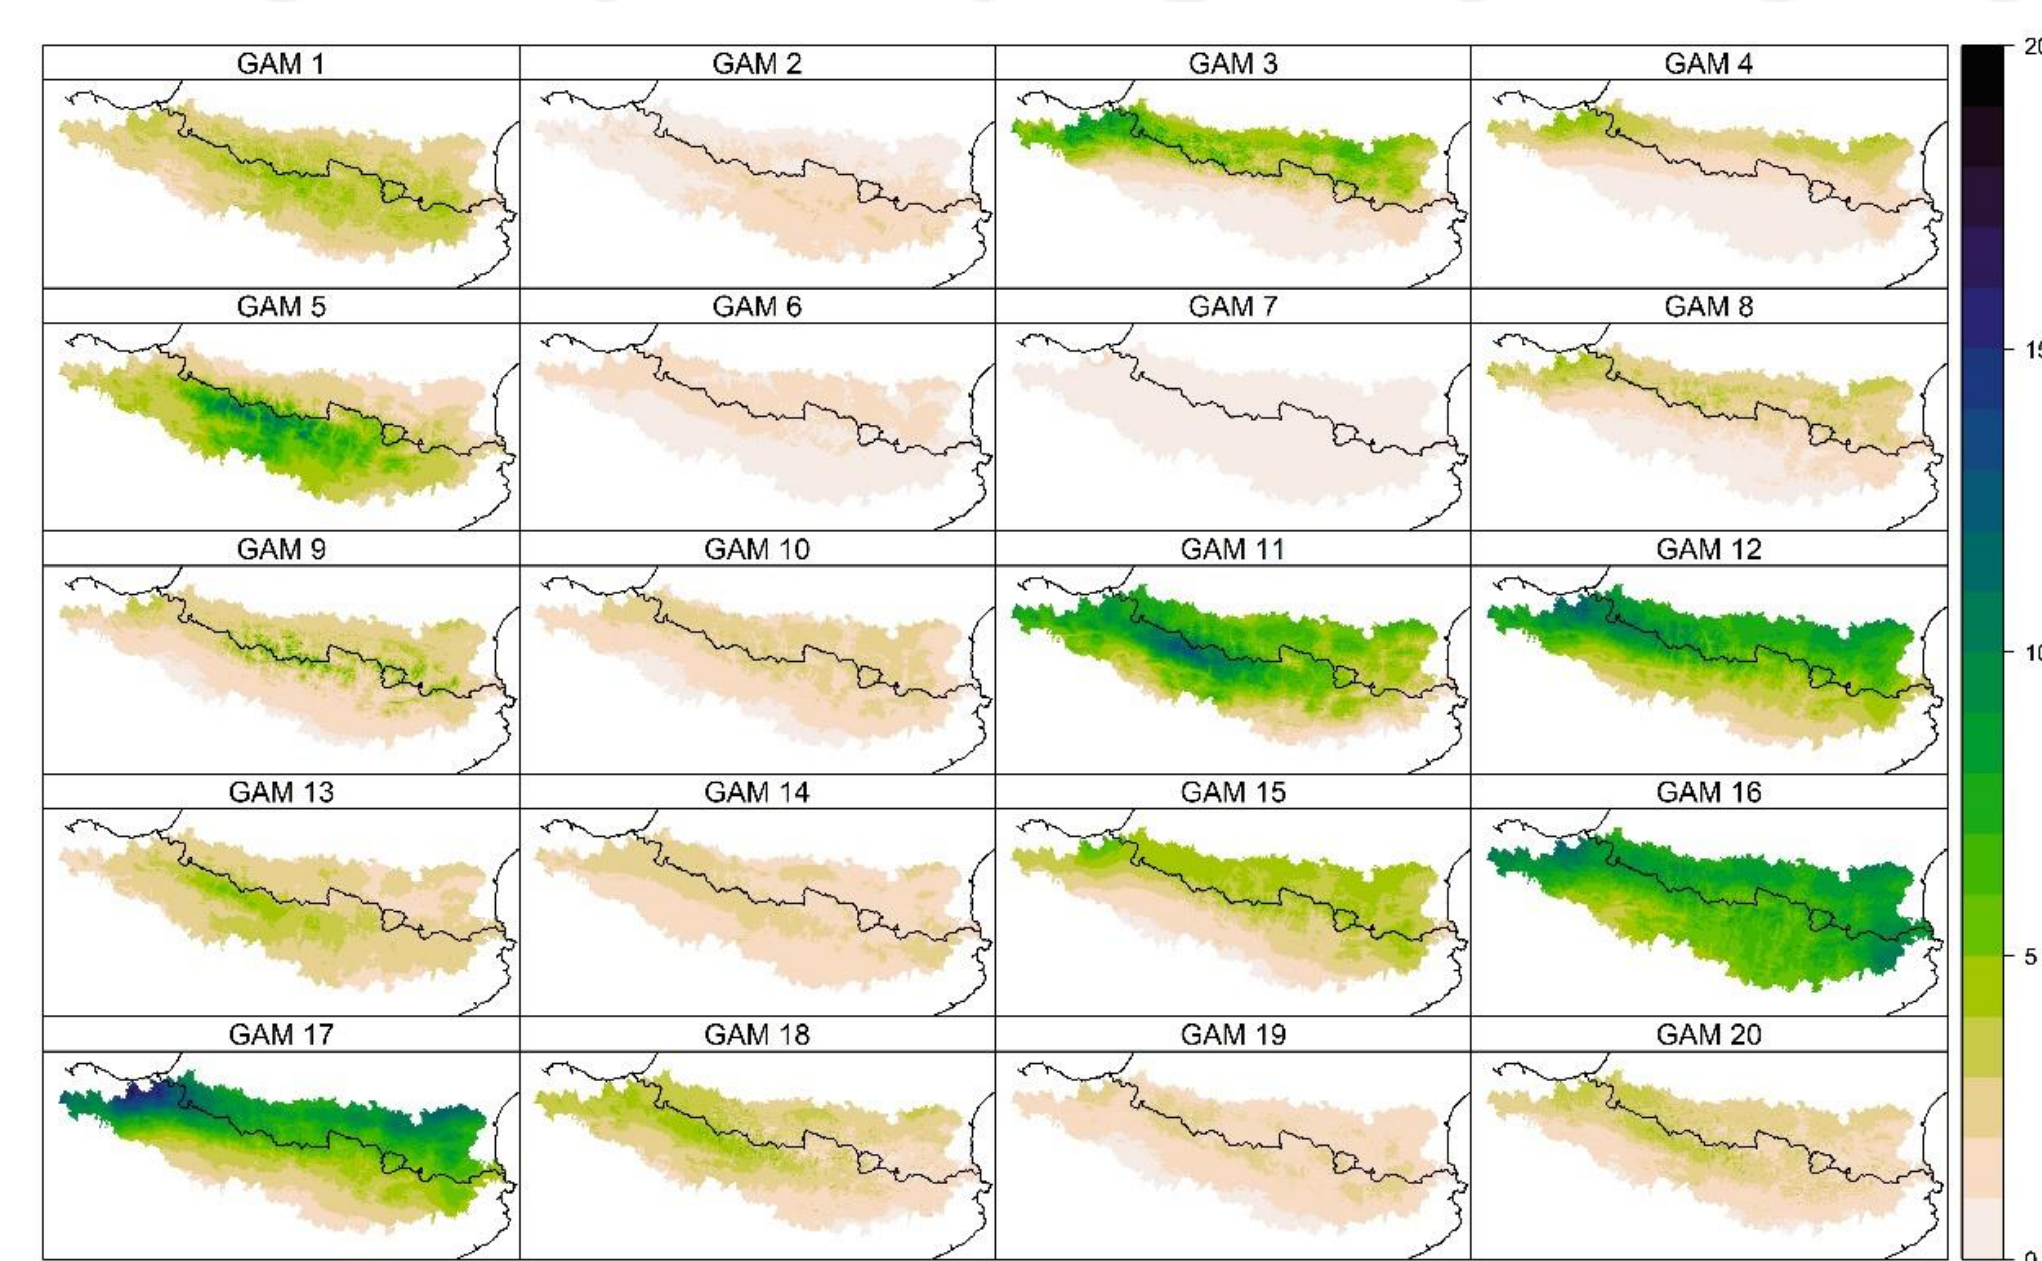 GAM 1 GAM 2 GAM 3 GAM 4
GAM 5 GAM 6 GAM 7 GAM 8
GAM 9 GAM 10 GAM 11 GAM 12
GAM 13 GAM 14 GAM 15 GAM 16
GAM 17 GAM 18 GAM 19 GAM 20
5